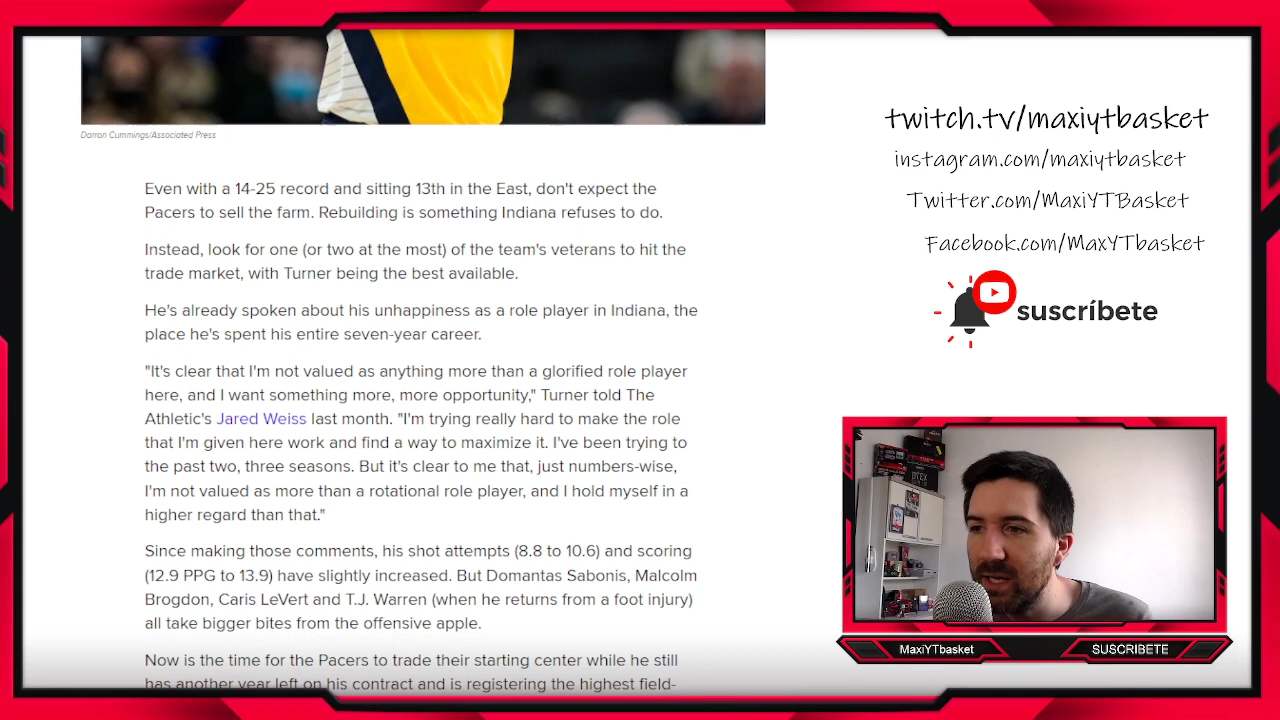 Darron Cummings/Associated Press
Even with a 14-25 record and sitting 13th in the East, don't expect the
Pacers to sell the farm. Rebuilding is something Indiana refuses to do.
Instead, look for one (or two at the most) of the team's veterans to hit the
trade market, with Turner being the best available.
He's already spoken about his unhappiness as a role player in Indiana, the
place he's spent his entire seven-year career.
"It's clear that I'm not valued as anything more than a glorified role player
here, and I want something more, more opportunity," Turner told The
Athletic's Jared Weiss last month. "I'm trying really hard to make the role
that I'm given here work and find a way to maximize it. I've been trying to
the past two, three seasons. But it's clear to me that, just numbers-wise,
I'm not valued as more than a rotational role player, and I hold myself in a
higher regard than that."
Since making those comments, his shot attempts (8.8 to 10.6) and scoring
(12.9 PPG to 13.9) have slightly increased. But Domantas Sabonis, Malcolm
Brogdon, Caris LeVert and T.J. Warren (when he returns from a foot injury)
all take bigger bites from the offensive apple.
Now is the time for the Pacers to trade their starting center while he still
has another year left on his contract and is registering the highest field-
twitch.tv/maxiytbasket
instagram.com/maxiytbasket
Twitter.com/MaxiYTBasket
Facebook.com/MaxYTbasket
suscríbete
MaxiYTbasket
SUSCRIBETE